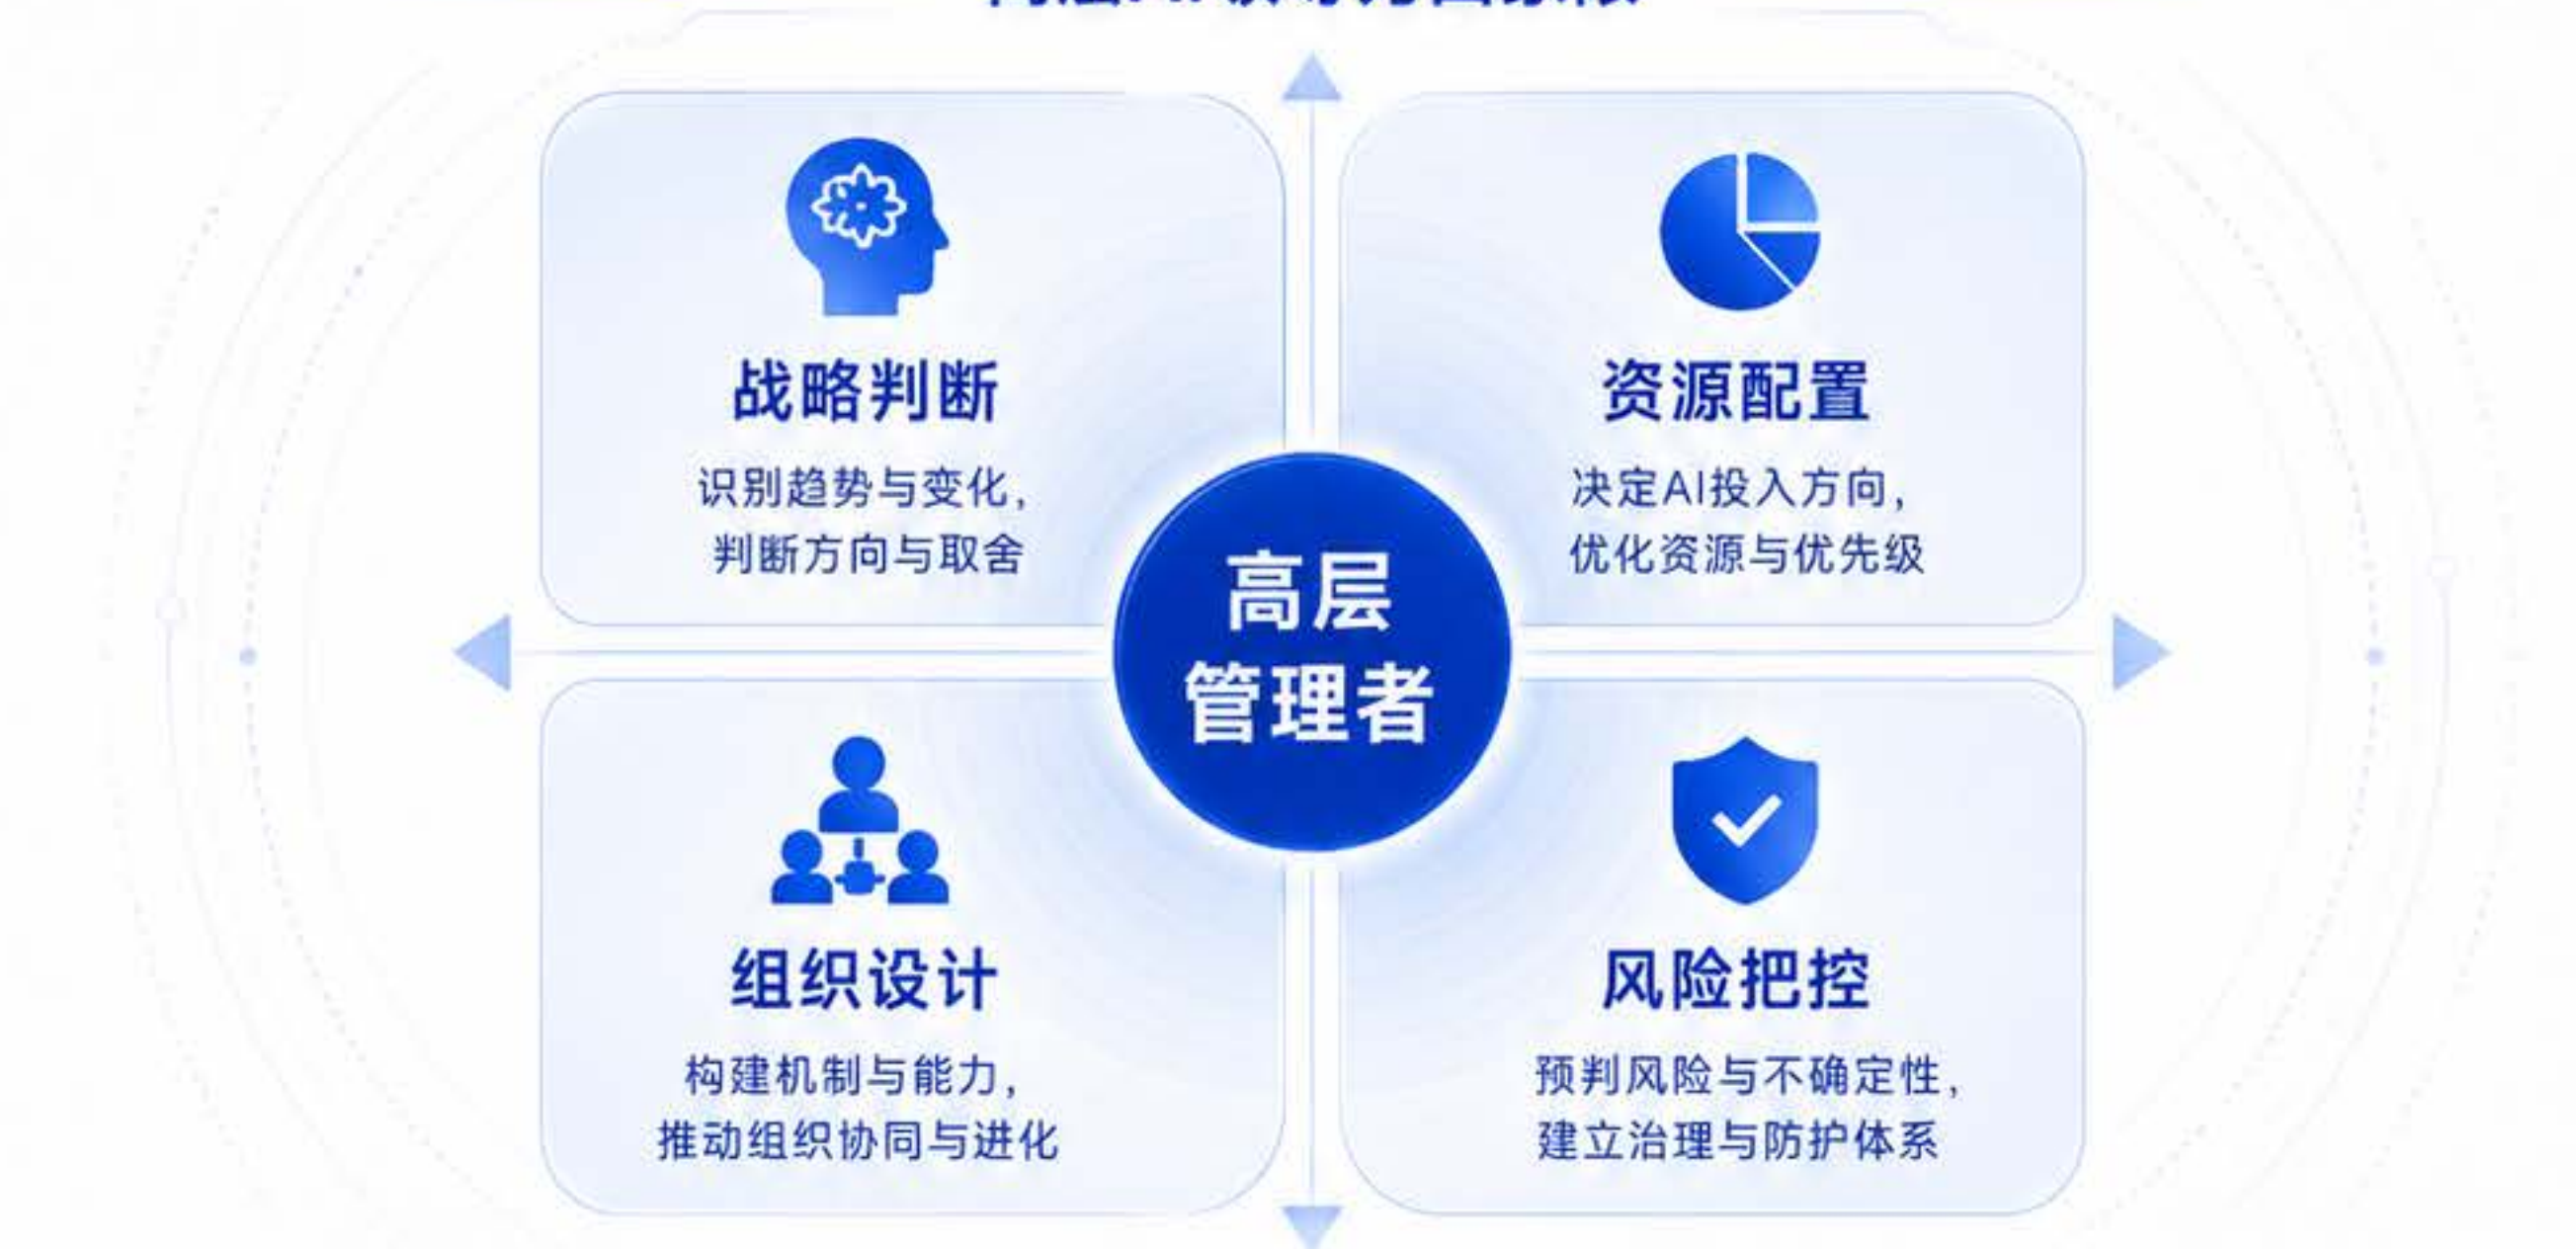 战略判断
识别趋势与变化,
判断方向与取舍
资源配置
决定AI投入方向,
优化资源与优先级
高层
管理者
组织设计
构建机制与能力,
推动组织协同与进化
风险把控
预判风险与不确定性,
建立治理与防护体系